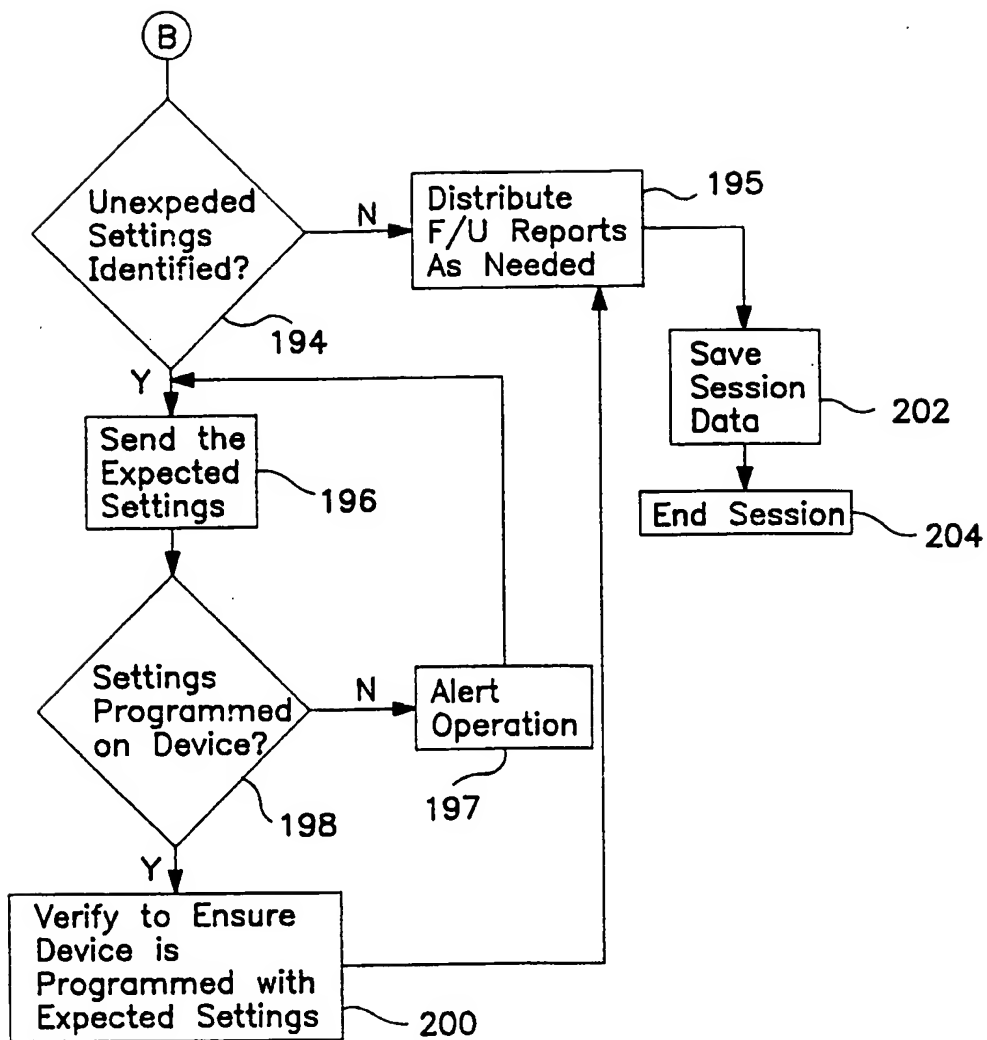 B
Unexpeded
Settings
Identified?
194
N
Distribute
F/U Reports
As Needed
195
Save
Session
Data
202
End Session
204
Y
Send the
Expected
Settings
196
Settings
Programmed
on Device?
198
N
Alert
Operation
197
Y
Verify to Ensure
Device is
Programmed with
Expected Settings
200